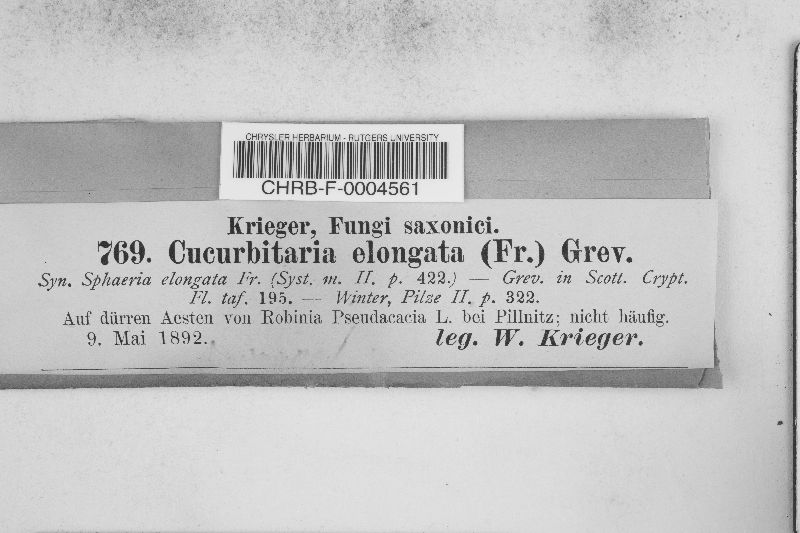 CHRYSLER HERBARIUM - RUTGERS UNIVERSITY
CHRB-F-0004561
Krieger, Fungi saxonici.
769. Cucurbitaria elongata (Fr.) Grev.
Syn. Sphaeria elongata Fr. (Syst. m. II. p. 422.) — Grev. in Scott. Crypt.
Fl. taf. 195. — Winter, Pilze II. p. 322.
Auf dürren Aesten von Robinia Pseudacacia L. bei Pillnitz; nicht häufig.
9. Mai 1892. leg. W. Krieger.